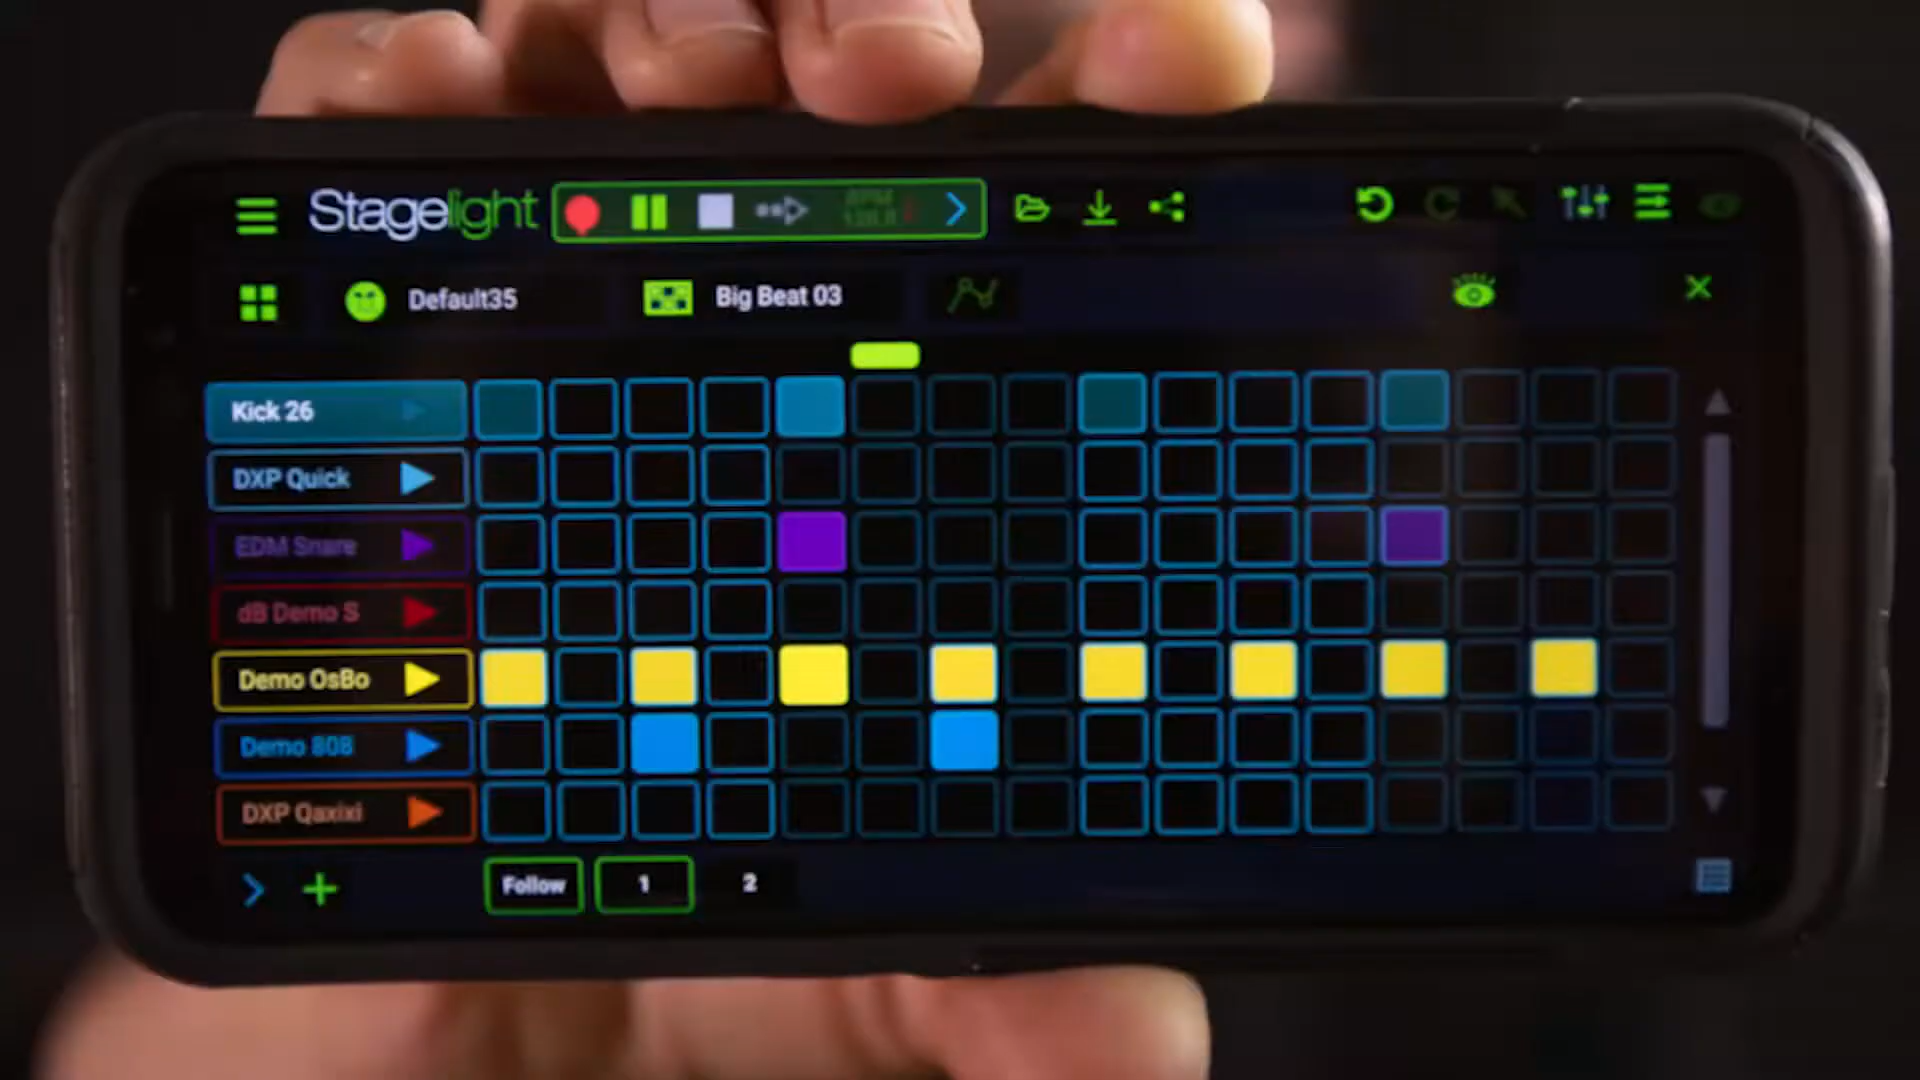 Stagelight
BPM
Default35
Big Beat 03
Kick 26
DXP Quick
EDM Snare
dB Demo S
Demo OsBo
Demo 808
DXP Qaxixi
Follow 1 2